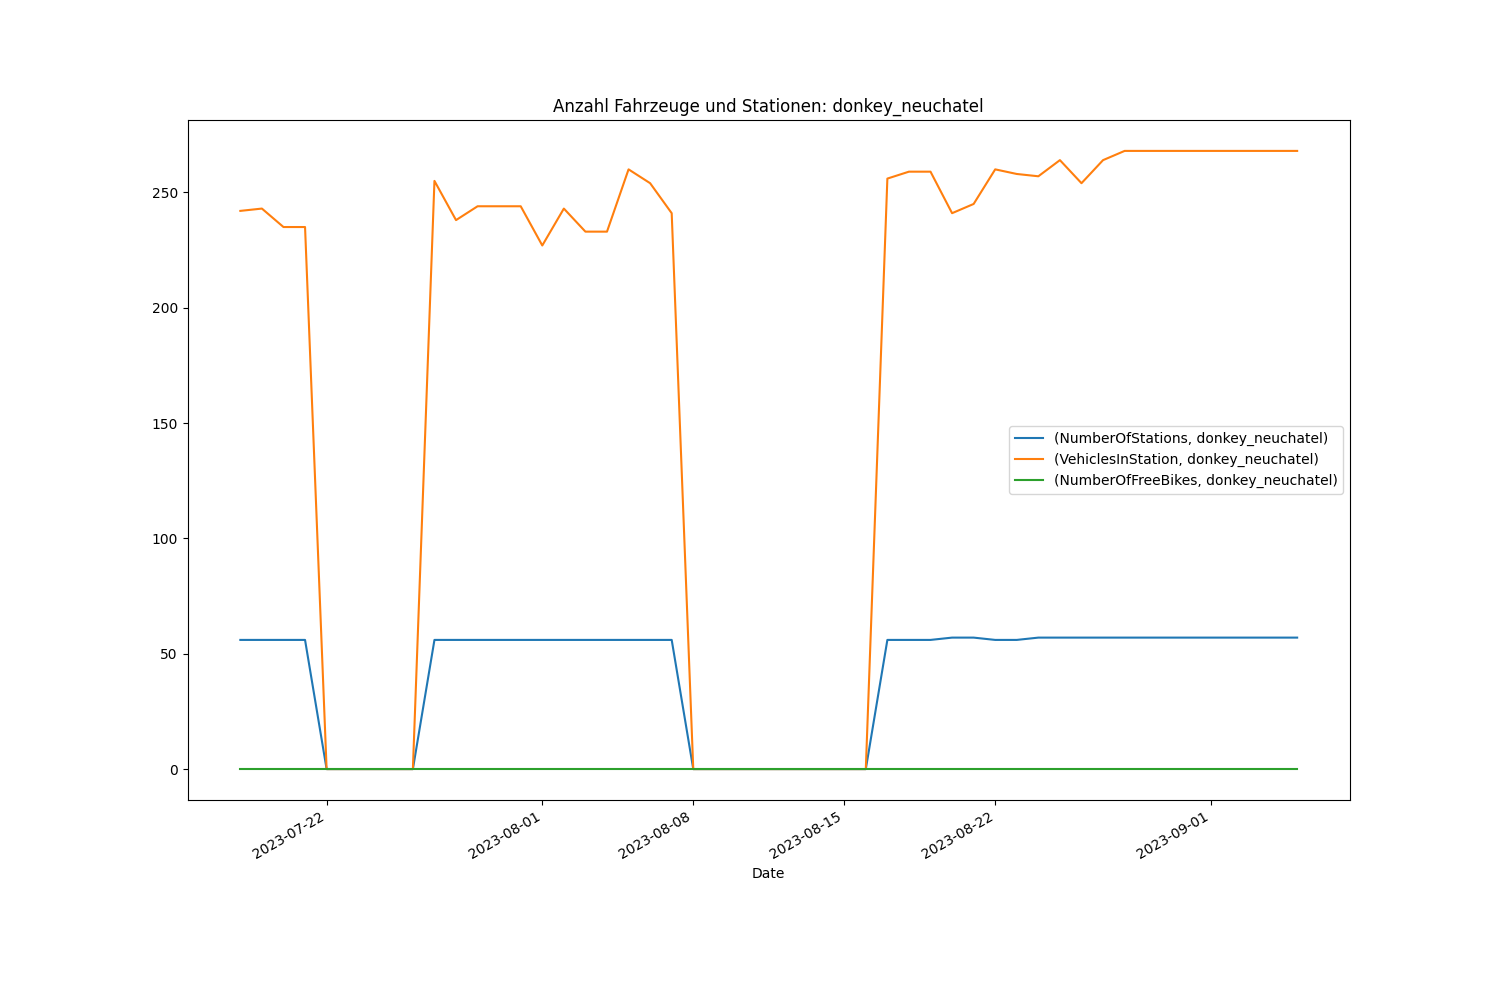 Anzahl Fahrzeuge und Stationen: donkey_neuchatel
250
200
150
100
50
0
(NumberOfStations, donkey_neuchatel)
(VehiclesInStation, donkey_neuchatel)
(NumberOfFreeBikes, donkey_neuchatel)
2023-07-22
2023-08-01
2023-08-08
2023-08-15
2023-08-22
2023-09-01
Date